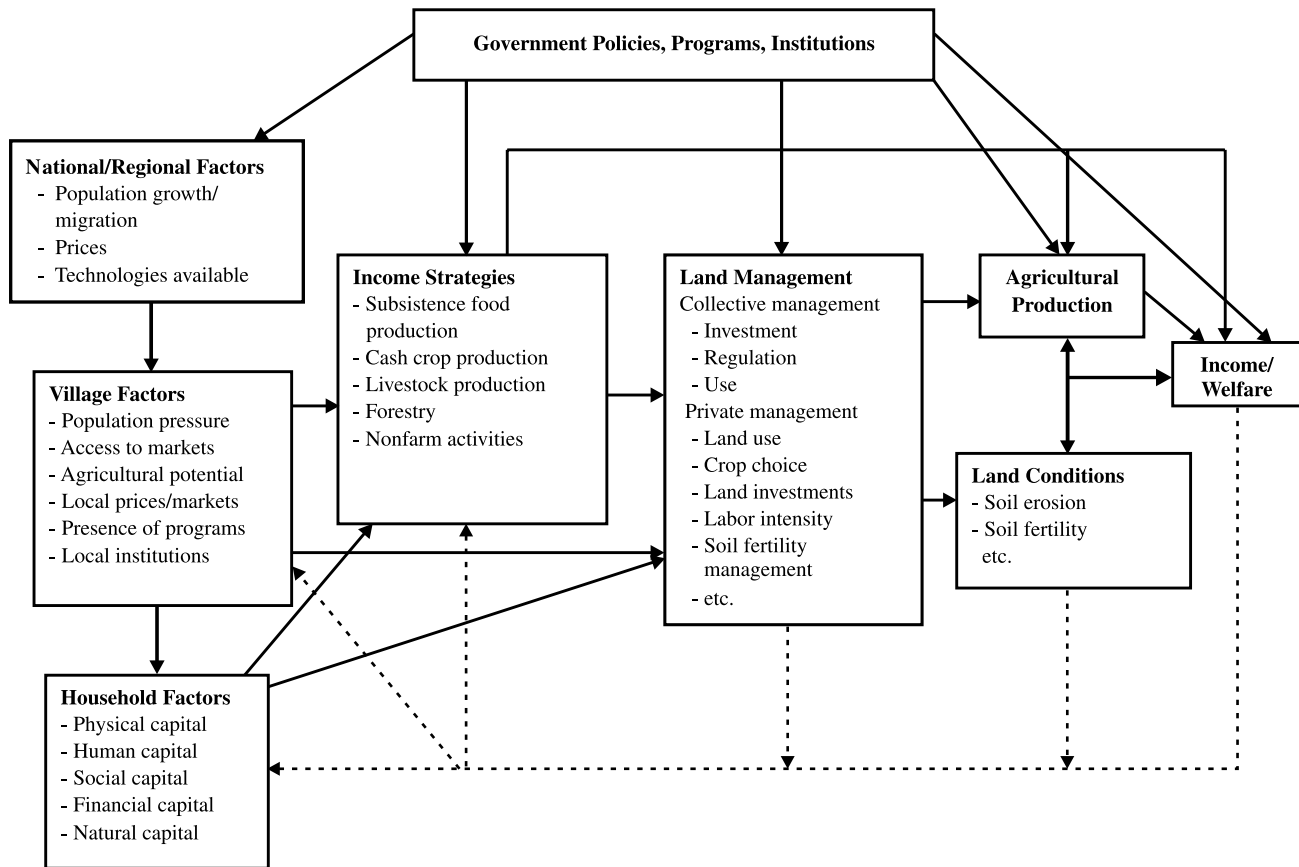 Government Policies, Programs, Institutions
National/Regional Factors
- Population growth/
migration
- Prices
- Technologies available
Income Strategies
- Subsistence food
production
- Cash crop production
- Livestock production
- Forestry
- Nonfarm activities
Land Management
Collective management
- Investment
- Regulation
- Use
Private management
- Land use
- Crop choice
- Land investments
- Labor intensity
- Soil fertility
management
- etc.
Agricultural
Production
Income/
Welfare
Village Factors
- Population pressure
- Access to markets
- Agricultural potential
- Local prices/markets
- Presence of programs
- Local institutions
Land Conditions
- Soil erosion
- Soil fertility
etc.
Household Factors
- Physical capital
- Human capital
- Social capital
- Financial capital
- Natural capital